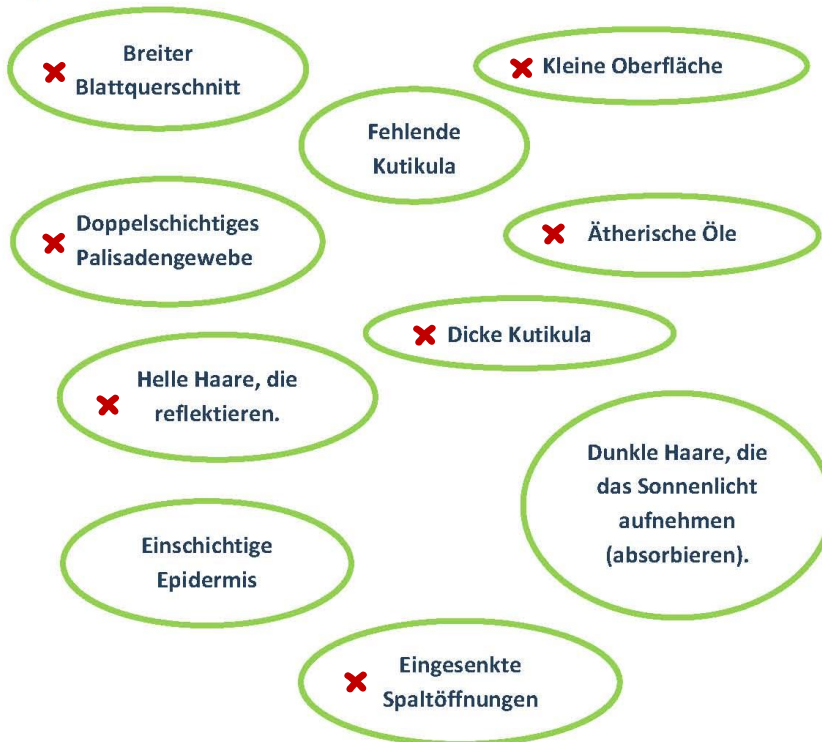 Breiter
Blattquerschnitt
Kleine Oberfläche
Fehlende
Kutikula
Doppelschichtiges
Palisadengewebe
Ätherische Öle
Dicke Kutikula
Helle Haare, die
reflektieren.
Dunkle Haare, die
das Sonnenlicht
aufnehmen
(absorbieren).
Einschichtige
Epidermis
Eingesenkte
Spaltöffnungen